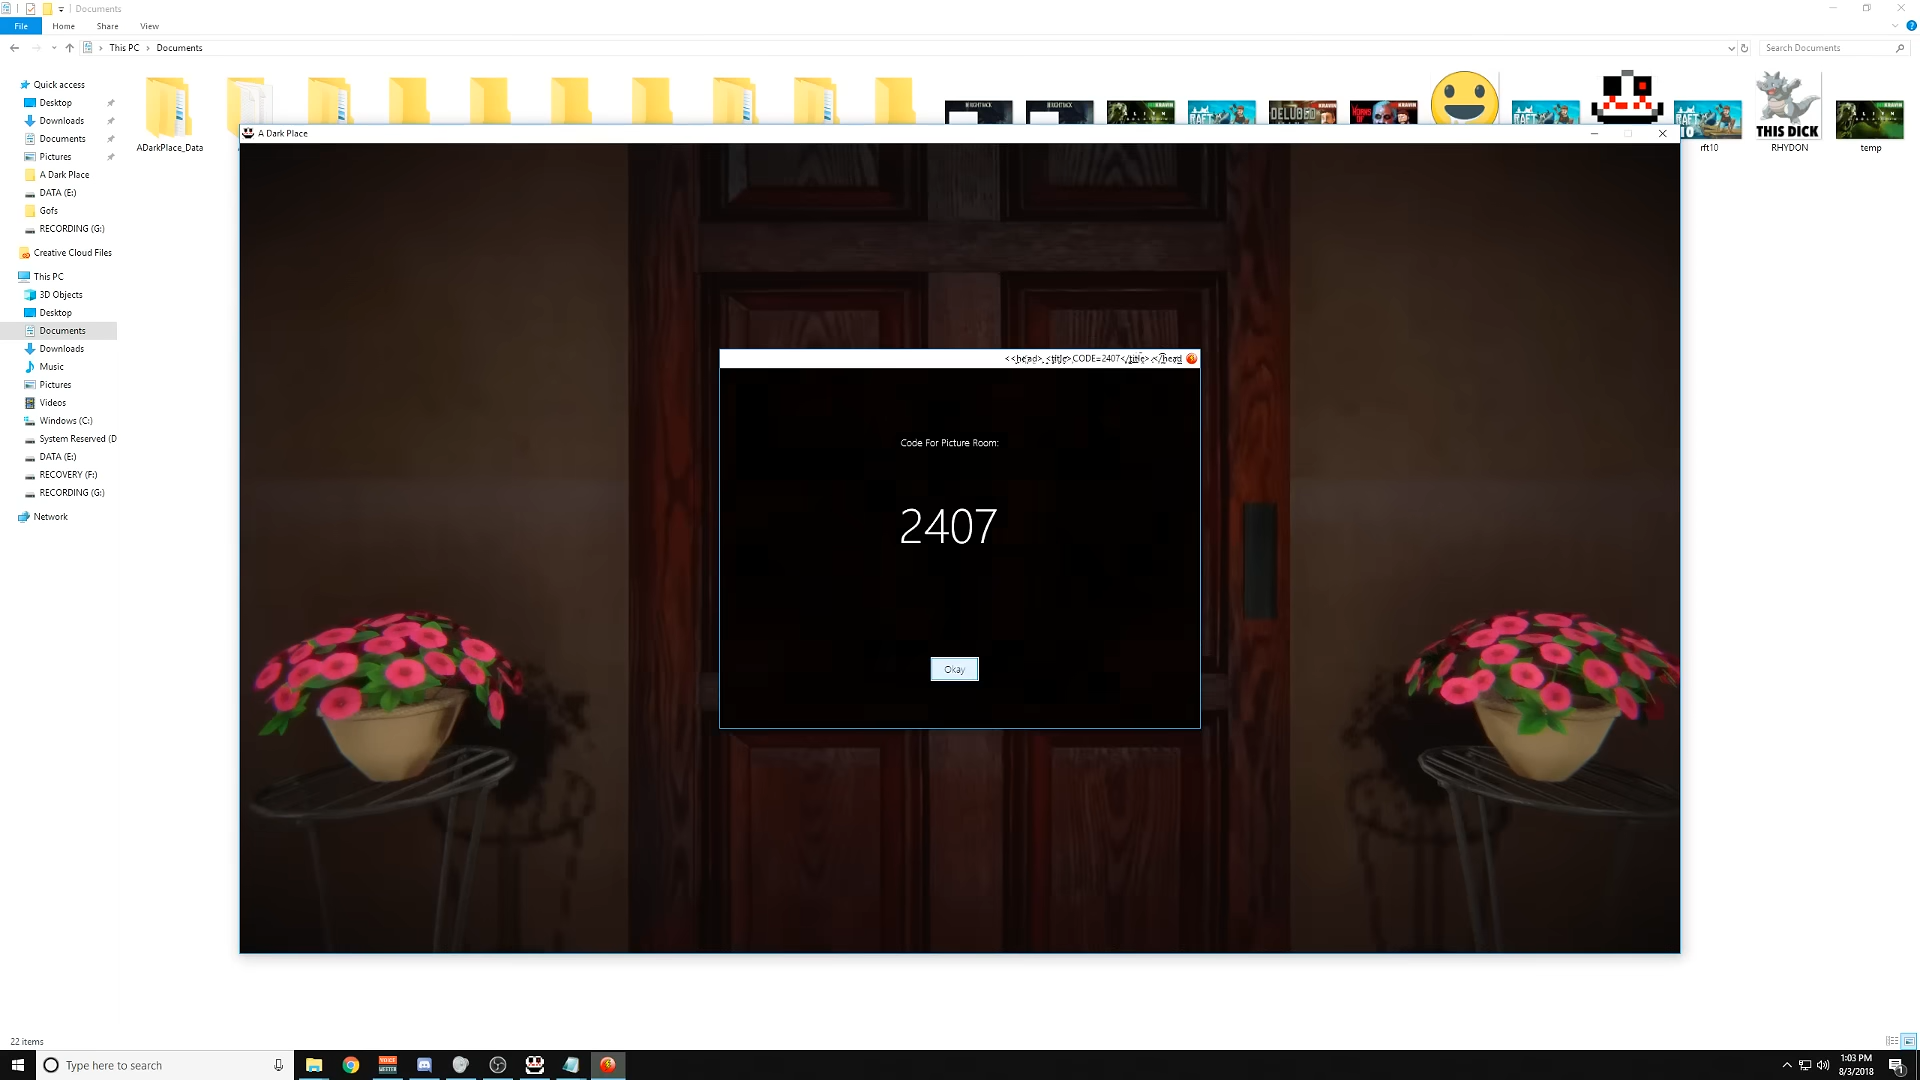 Documents
File
Home
Share
View
This PC
Documents
Search Documents
Quick access
Desktop
Downloads
Documents
Pictures
A Dark Place
DATA (E:)
Gofs
RECORDING (G:)
Creative Cloud Files
This PC
3D Objects
Desktop
Documents
Downloads
Music
Pictures
Videos
Windows (C:)
System Reserved (D
DATA (E:)
RECOVERY (F:)
RECORDING (G:)
Network
ADarkPlace_Data
THIS DICK
rft10
RHYDON
temp
A Dark Place
<<head> <title>CODE=2407</title> </head
Code For Picture Room:
2407
Okay
22 items
Type here to search
1:03 PM
8/3/2018